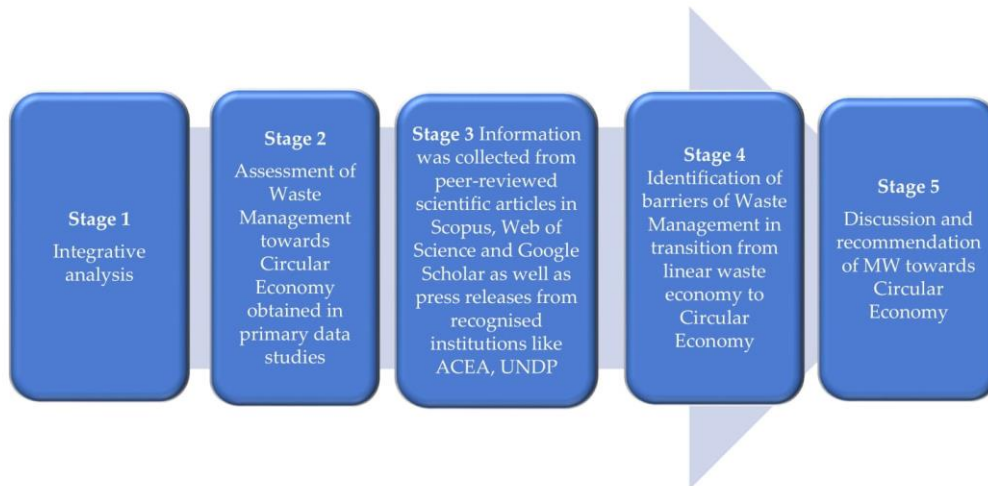 Stage 1
Integrative
analysis
Stage 2
Assessment of
Waste
Management
towards
Circular
Economy
obtained in
primary data
studies
Stage 3 Information
was collected from
peer-reviewed
scientific articles in
Scopus, Web of
Science and Google
Scholar as well as
press releases from
recognised
institutions like
ACEA, UNDP
Stage 4
Identification of
barriers of Waste
Management in
transition from
linear waste
economy to
Circular
Economy
Stage 5
Discussion and
recommendation
of MW towards
Circular
Economy